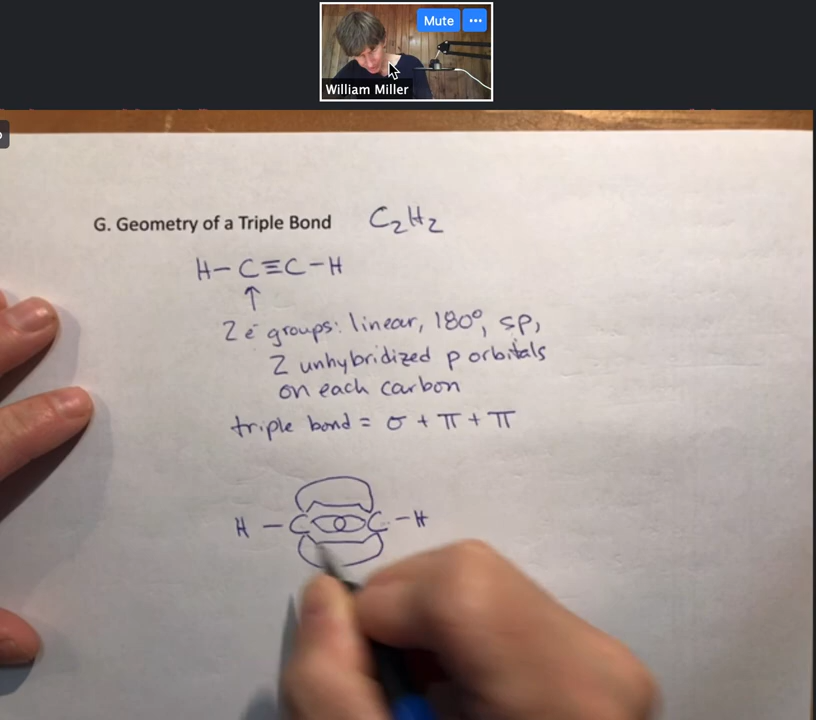 Mute ...
William Miller
G. Geometry of a Triple Bond C₂H₂
H-C≡C-H
↑
2 e⁻ groups: linear, 180°, sp,
2 unhybridized p orbitals
on each carbon
triple bond = σ + π + π
H - C C - H